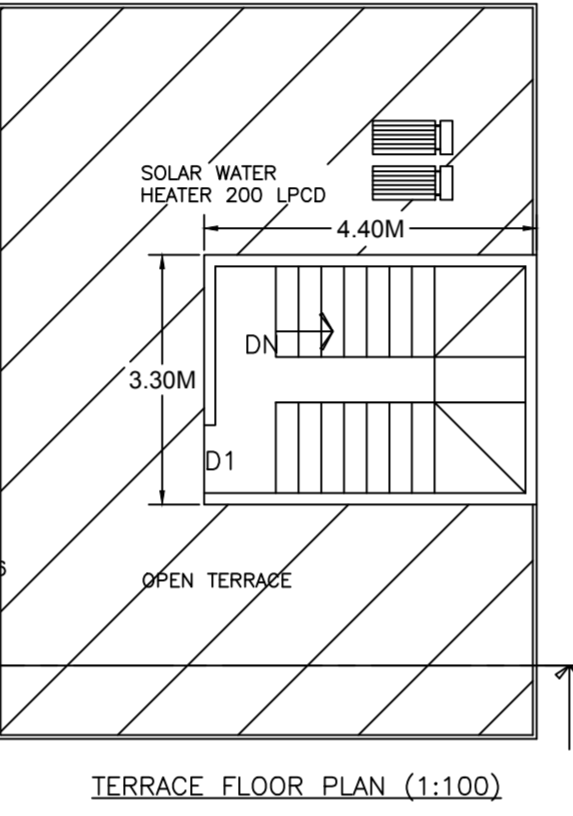 SOLAR WATER
HEATER 200 LPCD
4.40M
DN
3.30M
D1
OPEN TERRACE
TERRACE FLOOR PLAN (1:100)